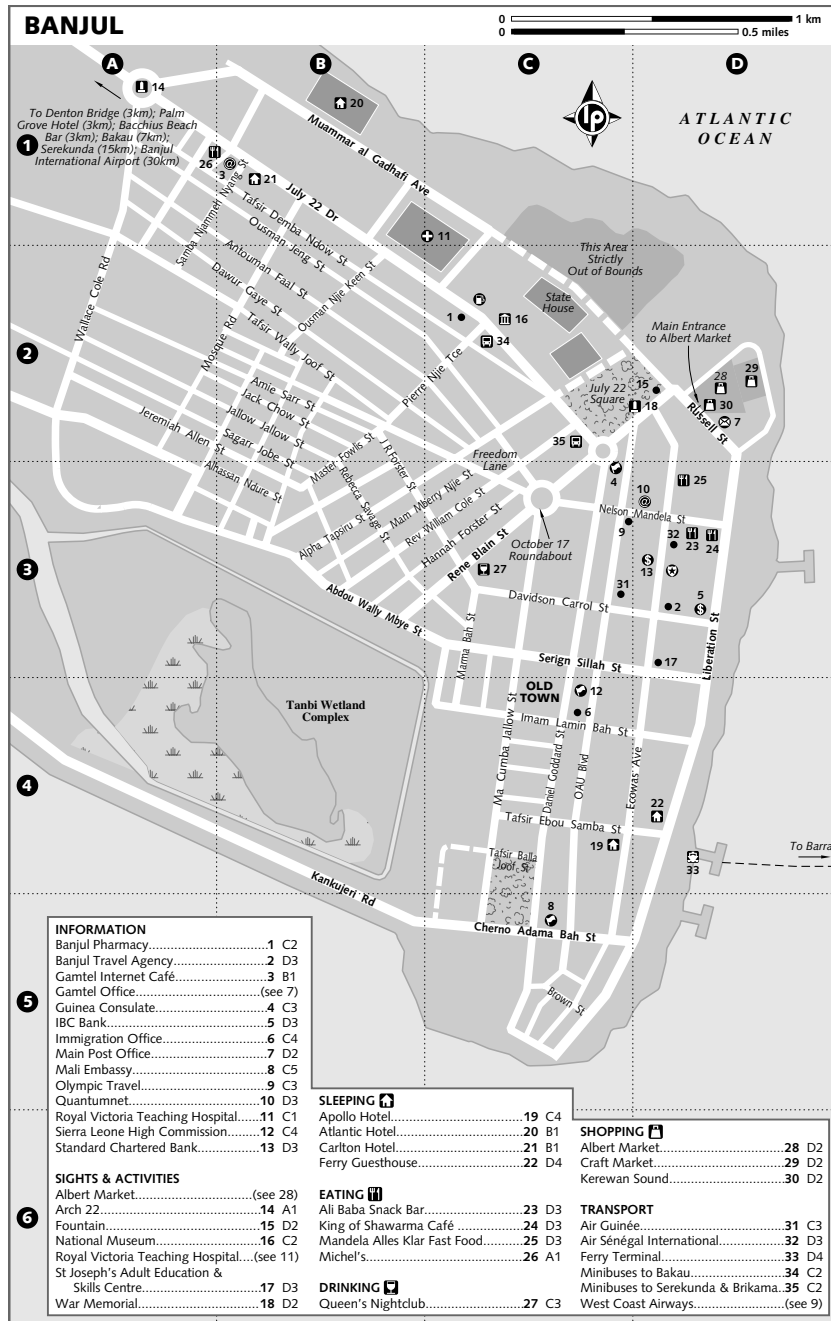 BANJUL
0 1 km
0 0.5 miles
A
B
C
D
1
2
3
4
5
6
14
To Denton Bridge (3km); Palm
Grove Hotel (3km); Bacchius Beach
Bar (3km); Bakau (7km);
Serekunda (15km); Banjul
International Airport (30km)
20
lp
ATLANTIC
OCEAN
Muammar al Gadhafi Ave
26
3
@
21
July 22 Dr
Samba Njammeh Nyang St
Tafsir Demba Ndow St
Ousman Jeng St
Antouman Faal St
Dawur Gaye St
Tafsir Wally Joof St
Ousman Njie Keen St
Wallace Cole Rd
Mosque Rd
11
This Area
Strictly
Out of Bounds
State
House
1
16
34
Main Entrance
to Albert Market
28
29
30
7
15
July 22
Square
18
Russell St
Pierre Njie Tce
Amie Sarr St
Jack Chow St
Jallow Jallow St
Sagarr Jobe St
Jeremiah Allen St
Alhassan Ndure St
Master Fowlis St
J R Forster St
Rebecca Savage St
Alpha Tapsiru St
Mam Mberry Nje St
Rev. William Cole St
Hannah Forster St
Rene Blain St
Freedom
Lane
35
4
25
10
@
Nelson Mandela St
9
32
23
24
October 17
Roundabout
27
13
$
31
2
5
$
Davidson Carrol St
Abdou Wally Mbye St
Marma Bah St
Serign Sillah St
17
Liberation St
OLD
TOWN
12
6
Imam Lamin Bah St
Tanbi Wetland
Complex
Ma Cumba Jallow St
Daniel Goddard St
OAU Blvd
Ecowas Ave
22
Tafsir Ebou Samba St
19
33
To Barra
Tafsir Balla
Joof St
Kankujeri Rd
8
Cherno Adama Bah St
Brown St
INFORMATION
Banjul Pharmacy 1 C2
Banjul Travel Agency 2 D3
Gamtel Internet Café 3 B1
Gamtel Office (see 7)
Guinea Consulate 4 C3
IBC Bank 5 D3
Immigration Office 6 C4
Main Post Office 7 D2
Mali Embassy 8 C5
Olympic Travel 9 C3
Quantumnet 10 D3
Royal Victoria Teaching Hospital 11 C1
Sierra Leone High Commission 12 C4
Standard Chartered Bank 13 D3
SIGHTS & ACTIVITIES
Albert Market (see 28)
Arch 22 14 A1
Fountain 15 D2
National Museum 16 C2
Royal Victoria Teaching Hospital (see 11)
St Joseph's Adult Education &
Skills Centre 17 D3
War Memorial 18 D2
SLEEPING
Apollo Hotel 19 C4
Atlantic Hotel 20 B1
Carlton Hotel 21 B1
Ferry Guesthouse 22 D4
EATING
Ali Baba Snack Bar 23 D3
King of Shawarma Café 24 D3
Mandela Alles Klar Fast Food 25 D3
Michel's 26 A1
DRINKING
Queen's Nightclub 27 C3
SHOPPING
Albert Market 28 D2
Craft Market 29 D2
Kerewan Sound 30 D2
TRANSPORT
Air Guinée 31 C3
Air Sénégal International 32 D3
Ferry Terminal 33 D4
Minibuses to Bakau 34 C2
Minibuses to Serekunda & Brikama 35 C2
West Coast Airways (see 9)